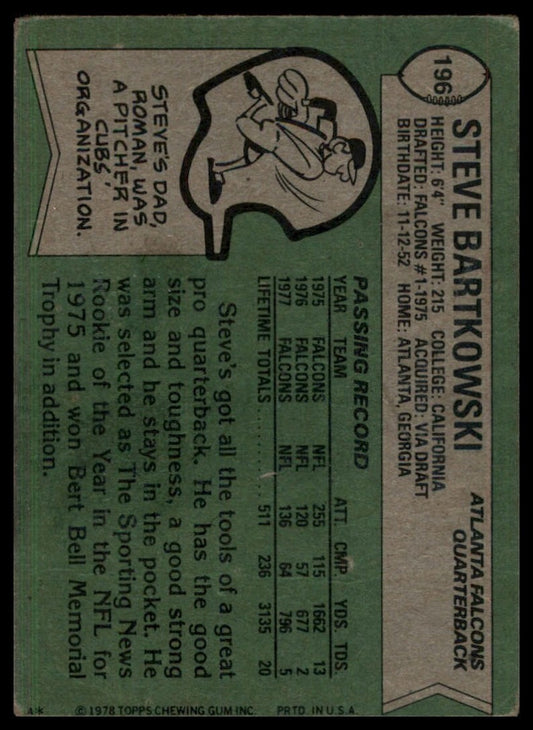 196
STEVE BARTKOWSKI
ATLANTA FALCONS
QUARTERBACK
HEIGHT: 6'4" WEIGHT: 215 COLLEGE: CALIFORNIA
DRAFTED: FALCONS #1-1975 ACQUIRED: VIA DRAFT
BIRTHDATE: 11-12-52 HOME: ATLANTA, GEORGIA
PASSING RECORD
YEAR TEAM ATT. CMP. YDS. TDS.
1975 FALCONS NFL 255 115 1662 13
1976 FALCONS NFL 120 57 677 2
1977 FALCONS NFL 136 64 796 5
LIFETIME TOTALS 511 236 3135 20
Steve's got all the tools of a great
pro quarterback. He has the good
size and toughness, a good strong
arm and he stays in the pocket. He
was selected as The Sporting News
Rookie of the Year in the NFL for
1975 and won Bert Bell Memorial
Trophy in addition.
STEVE'S DAD,
ROMAN, WAS
A PITCHER IN
CUBS'
ORGANIZATION.
A* © 1978 TOPPS CHEWING GUM INC. PRTD. IN U.S.A.